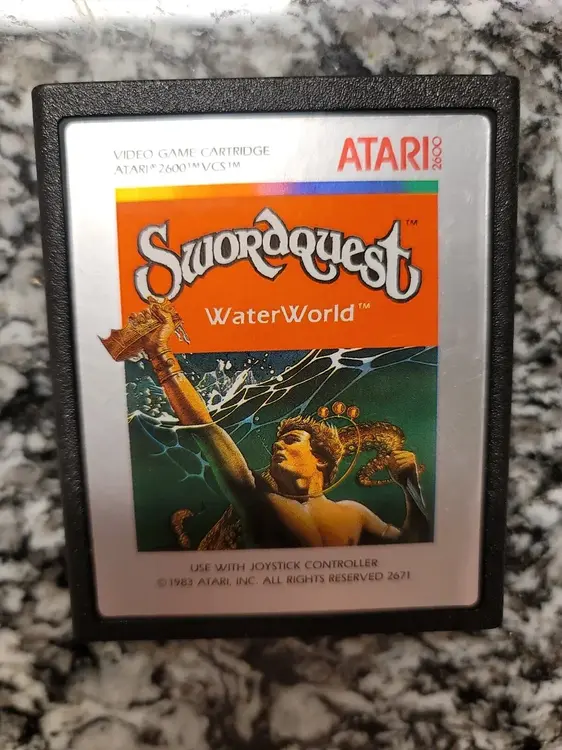 VIDEO GAME CARTRIDGE
ATARI® 2600™ VCS™
ATARI 2600
Swordquest™
WaterWorld™
USE WITH JOYSTICK CONTROLLER
©1983 ATARI, INC. ALL RIGHTS RESERVED 2671